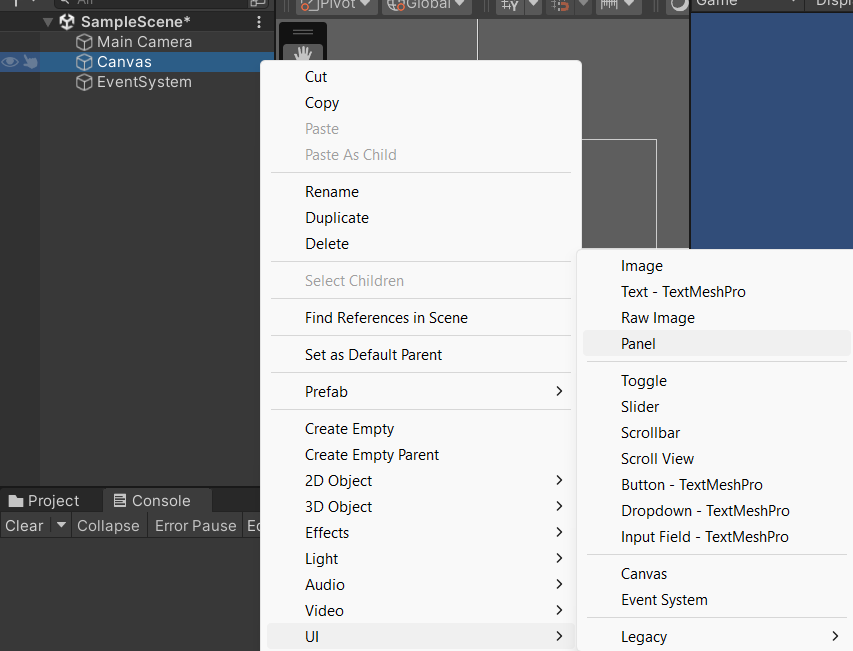 All
Pivot
Global
Game
Displ
SampleScene*
Main Camera
Canvas
EventSystem
Cut
Copy
Paste
Paste As Child
Rename
Duplicate
Delete
Select Children
Find References in Scene
Set as Default Parent
Prefab
Create Empty
Create Empty Parent
2D Object
3D Object
Effects
Light
Audio
Video
UI
Image
Text - TextMeshPro
Raw Image
Panel
Toggle
Slider
Scrollbar
Scroll View
Button - TextMeshPro
Dropdown - TextMeshPro
Input Field - TextMeshPro
Canvas
Event System
Legacy
Project
Console
Clear
Collapse
Error Pause